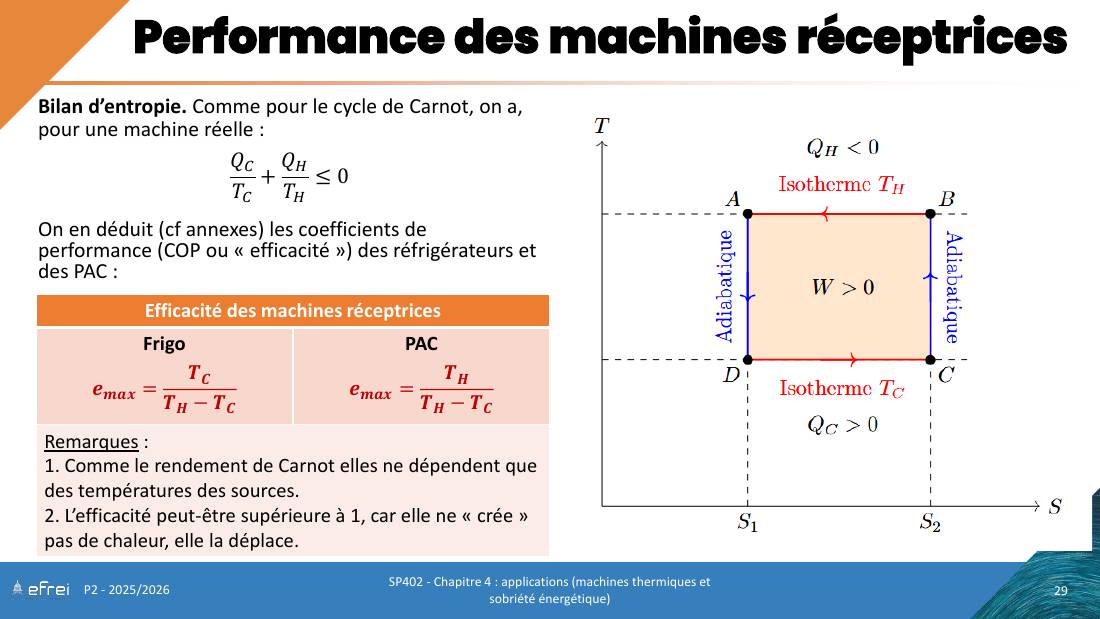 Performance des machines réceptrices
Bilan d’entropie. Comme pour le cycle de Carnot, on a,
pour une machine réelle :
Q_C/T_C + Q_H/T_H ≤ 0
On en déduit (cf annexes) les coefficients de
performance (COP ou « efficacité ») des réfrigérateurs et
des PAC :
Efficacité des machines réceptrices
Frigo
e_max = T_C/(T_H − T_C)
PAC
e_max = T_H/(T_H − T_C)
Remarques :
1. Comme le rendement de Carnot elles ne dépendent que
des températures des sources.
2. L’efficacité peut-être supérieure à 1, car elle ne « crée »
pas de chaleur, elle la déplace.
T
Q_H < 0
Isotherme T_H
A
B
Adiabatique
W > 0
Adiabatique
D
C
Isotherme T_C
Q_C > 0
S
S_1
S_2
efrei
P2 - 2025/2026
SP402 - Chapitre 4 : applications (machines thermiques et
sobriété énergétique)
29